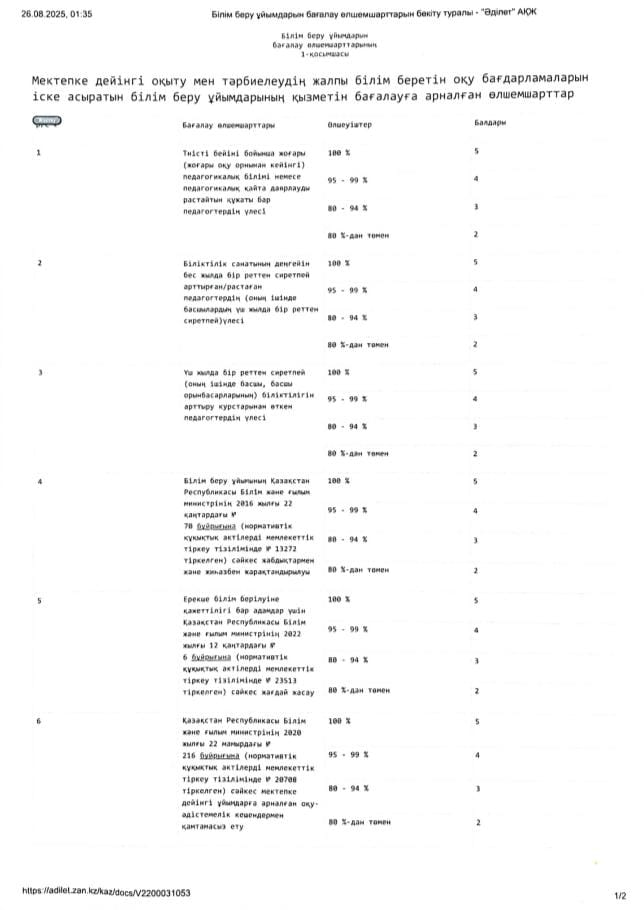 26.08.2025, 01:35 Білім беру ұйымдарын бағалау өлшемшарттарын бекіту туралы - "Әділет" АҚЖ
Білім беру ұйымдарын
бағалау өлшемшарттарының
1-қосымшасы
Мектепке дейінгі оқыту мен тәрбиелеудің жалпы білім беретін оқу бағдарламаларын
іске асыратын білім беру ұйымдарының қызметін бағалауға арналған өлшемшарттар
Бағалау өлшемшарттары Өлшеуіштер Балдары
1 Тиісті бейіні бойынша жоғары 100 % 5
(жоғары оқу орнынан кейінгі)
педагогикалық білімі немесе 95 - 99 % 4
педагогикалық қайта даярлауды
растайтын құжаты бар 80 - 94 % 3
педагогтердің үлесі
80 %-дан төмен 2
2 Біліктілік санатының деңгейін 100 % 5
бес жылда бір реттен сиретпей
арттырған/растаған 95 - 99 % 4
педагогтердің (оның ішінде
басшылардың үш жылда бір реттен 80 - 94 % 3
сиретпей)үлесі
80 %-дан төмен 2
3 Үш жылда бір реттен сиретпей 100 % 5
(оның ішінде басшы, басшы
орынбасарларының) біліктілігін 95 - 99 % 4
арттыру курстарынан өткен
педагогтердің үлесі 80 - 94 % 3
80 %-дан төмен 2
4 Білім беру ұйымының Қазақстан 100 % 5
Республикасы Білім және ғылым
министрінің 2016 жылғы 22 95 - 99 % 4
қаңтардағы №
70 бұйрығына (нормативтік 80 - 94 % 3
құқықтық актілерді мемлекеттік
тіркеу тізілімінде № 13272
тіркелген) сәйкес жабдықтармен 80 %-дан төмен 2
және жиһазбен жарақтандырылуы
5 Ерекше білім берілуіне 100 % 5
қажеттілігі бар адамдар үшін
Қазақстан Республикасы Білім 95 - 99 % 4
және ғылым министрінің 2022
жылғы 12 қаңтардағы №
6 бұйрығына (нормативтік 80 - 94 % 3
құқықтық актілерді мемлекеттік
тіркеу тізілімінде № 23513
тіркелген) сәйкес жағдай жасау 80 %-дан төмен 2
6 Қазақстан Республикасы Білім 100 % 5
және ғылым министрінің 2020
жылғы 22 мамырдағы №
216 бұйрығына (нормативтік 95 - 99 % 4
құқықтық актілерді мемлекеттік
тіркеу тізілімінде № 20708
тіркелген) сәйкес мектепке 80 - 94 % 3
дейінгі ұйымдарға арналған оқу-
әдістемелік кешендермен
қамтамасыз ету 80 %-дан төмен 2
https://adilet.zan.kz/kaz/docs/V2200031053 1/2